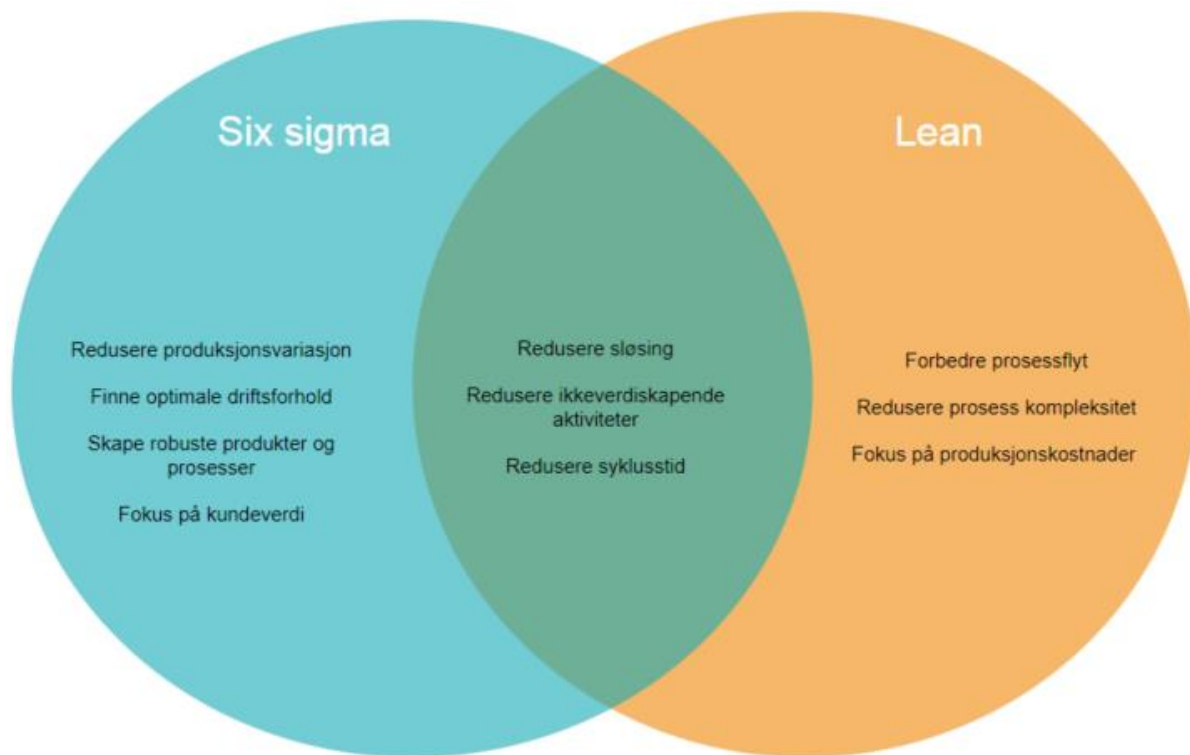 Six sigma
Lean
Redusere produksjonsvariasjon
Finne optimale driftsforhold
Skape robuste produkter og
prosesser
Fokus på kundeverdi
Redusere sløsing
Redusere ikkeverdiskapende
aktiviteter
Redusere syklusstid
Forbedre prosessflyt
Redusere prosess kompleksitet
Fokus på produksjonskostnader